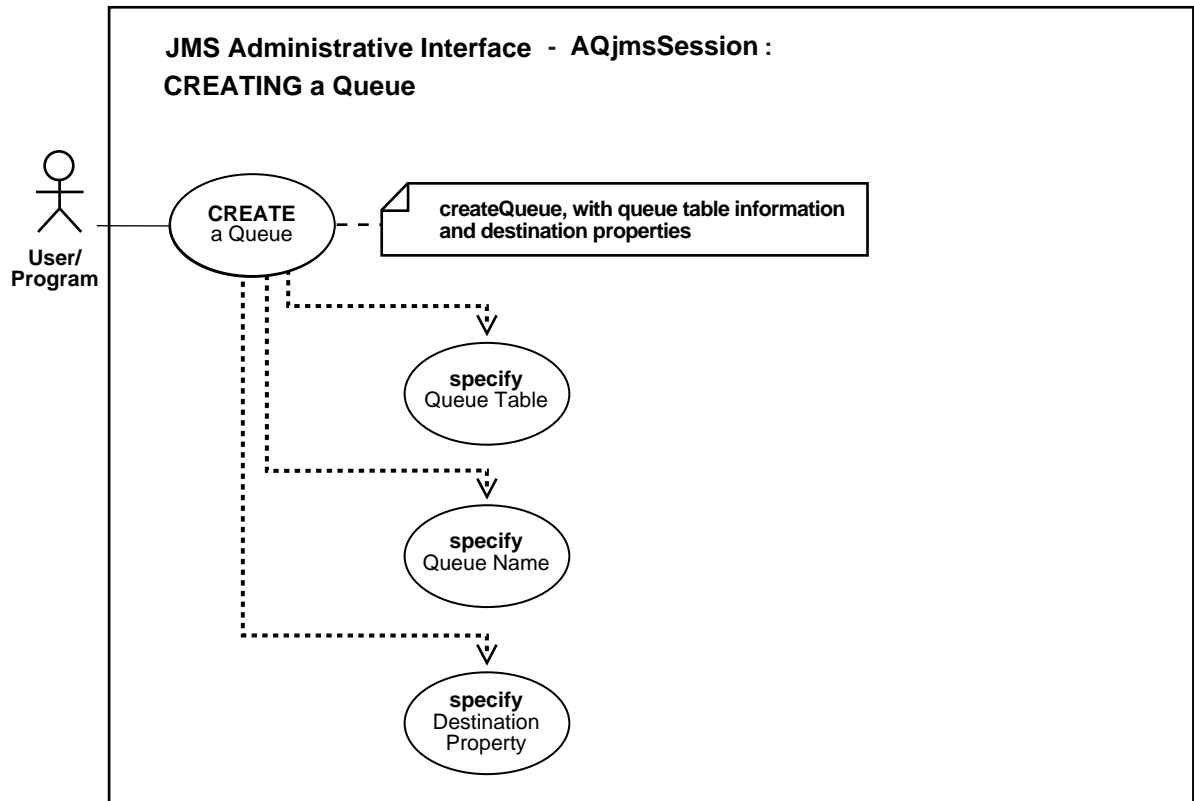 JMS Administrative Interface - AQjmsSession :
CREATING a Queue
User/
Program
CREATE
a Queue
createQueue, with queue table information
and destination properties
specify
Queue Table
specify
Queue Name
specify
Destination
Property